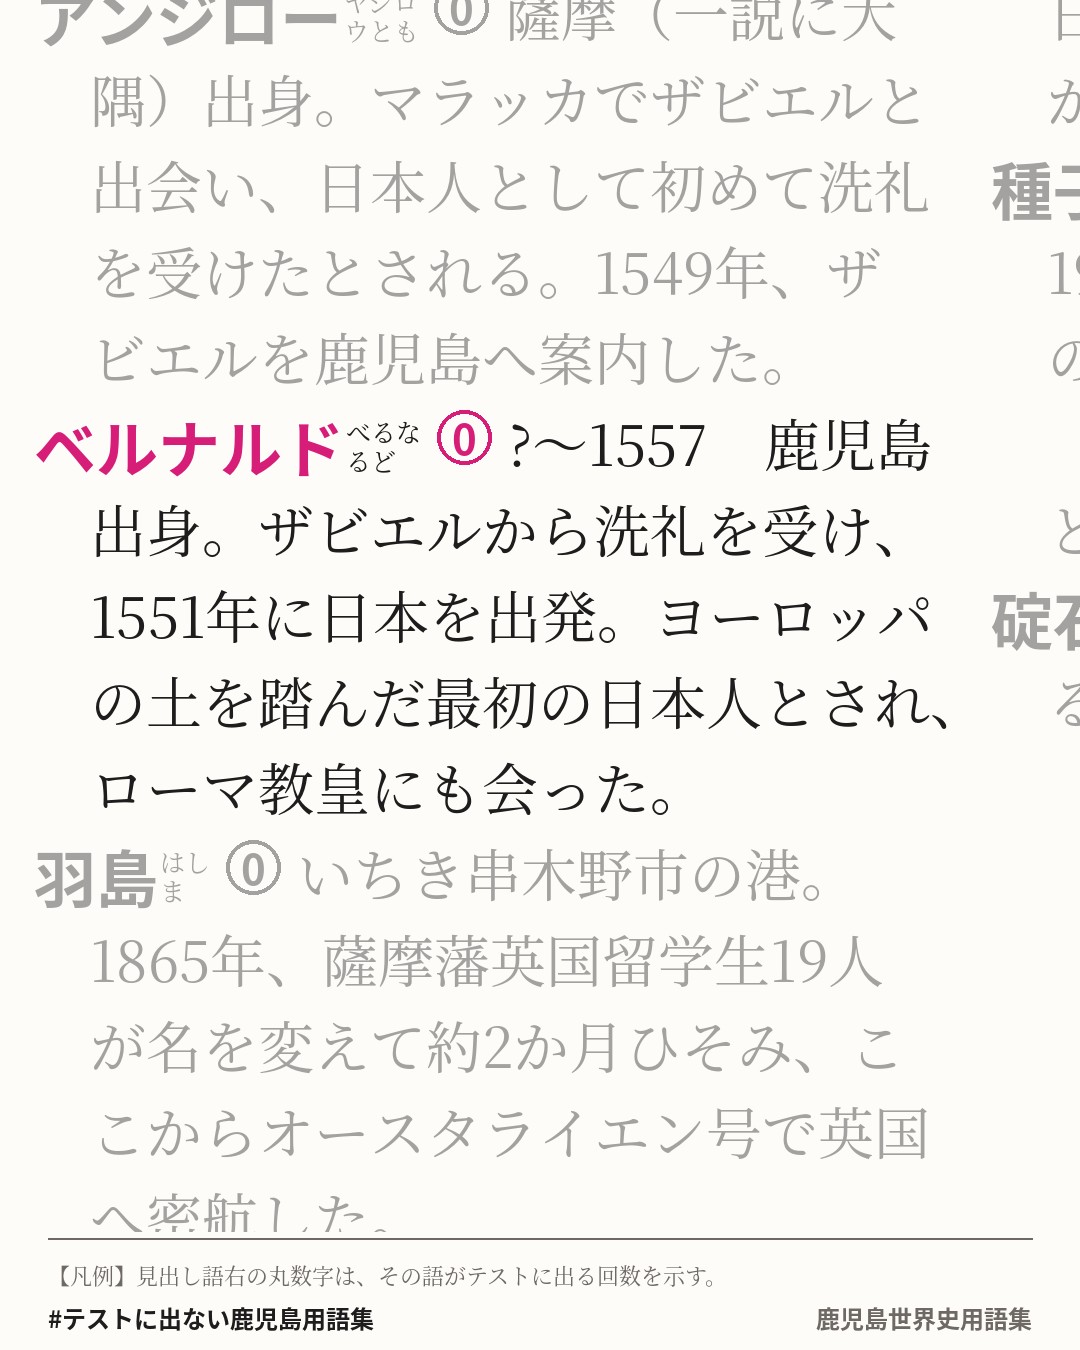 アンジロー ヤジロウとも ⓪ 薩摩（一説に大
隅）出身。マラッカでザビエルと
出会い、日本人として初めて洗礼
を受けたとされる。1549年、ザ
ビエルを鹿児島へ案内した。
ベルナルド べるなるど ⓪ ?〜1557　鹿児島
出身。ザビエルから洗礼を受け、
1551年に日本を出発。ヨーロッパ
の土を踏んだ最初の日本人とされ、
ローマ教皇にも会った。
羽島 はしま ⓪ いちき串木野市の港。
1865年、薩摩藩英国留学生19人
が名を変えて約2か月ひそみ、こ
こからオースタライエン号で英国
へ密航した。
種子
19
の
と
碇石
る
【凡例】見出し語右の丸数字は、その語がテストに出る回数を示す。
#テストに出ない鹿児島用語集
鹿児島世界史用語集